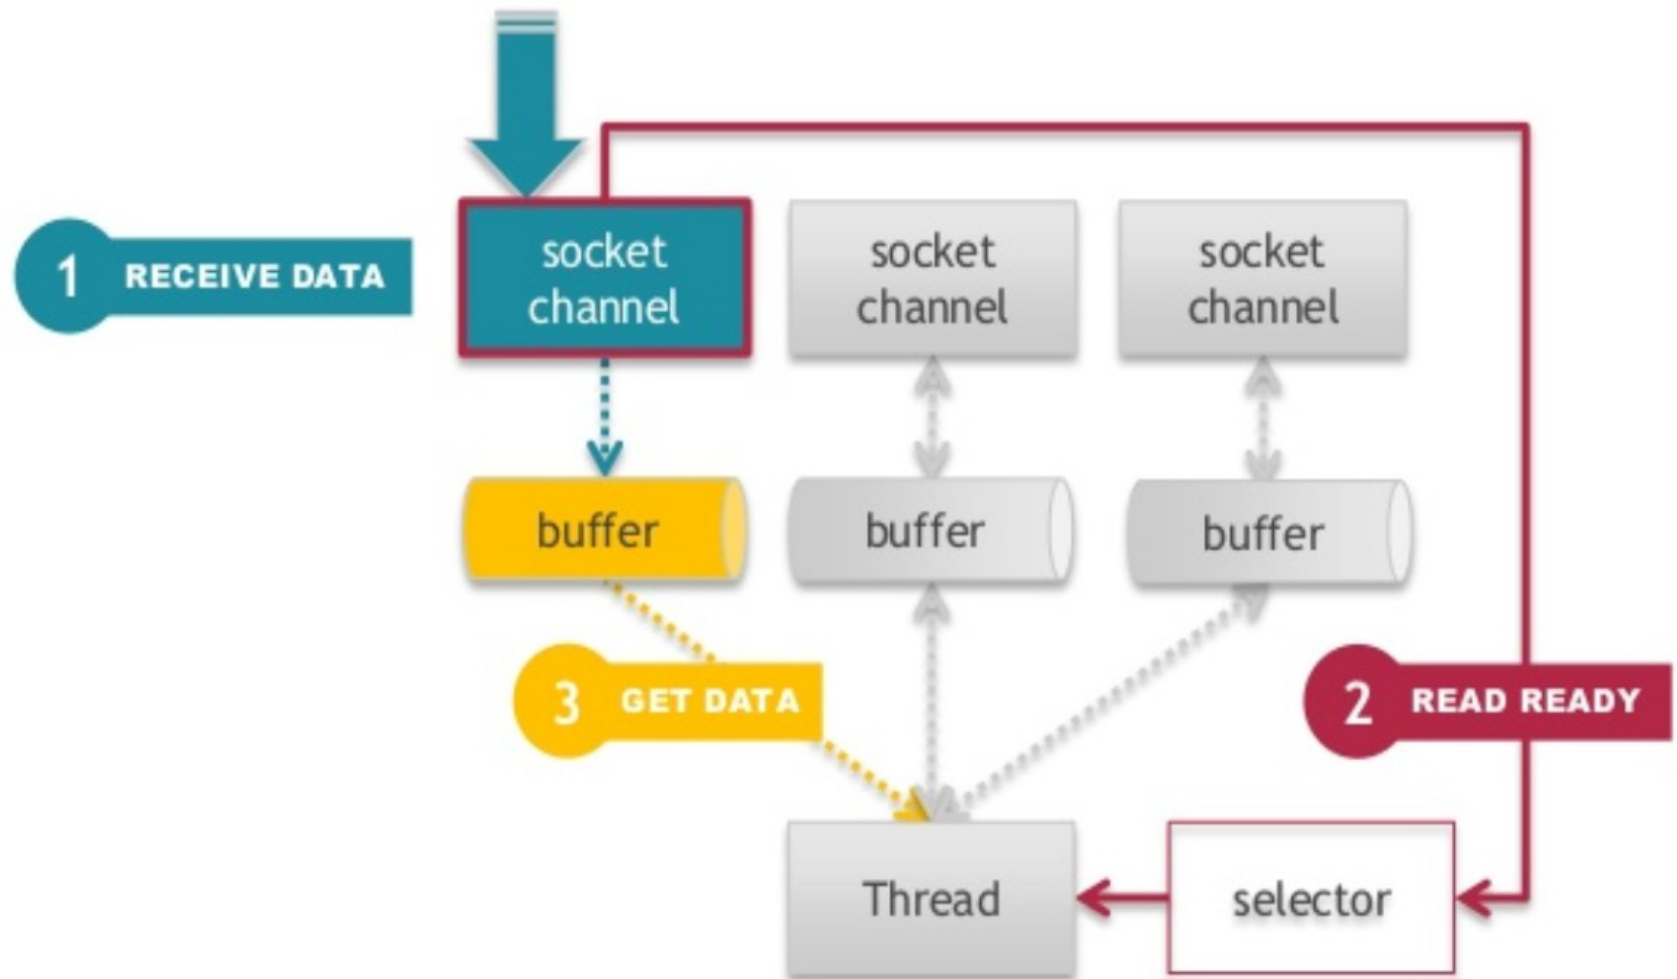 1 RECEIVE DATA
socket
channel
socket
channel
socket
channel
buffer
buffer
buffer
3 GET DATA
2 READ READY
Thread
selector